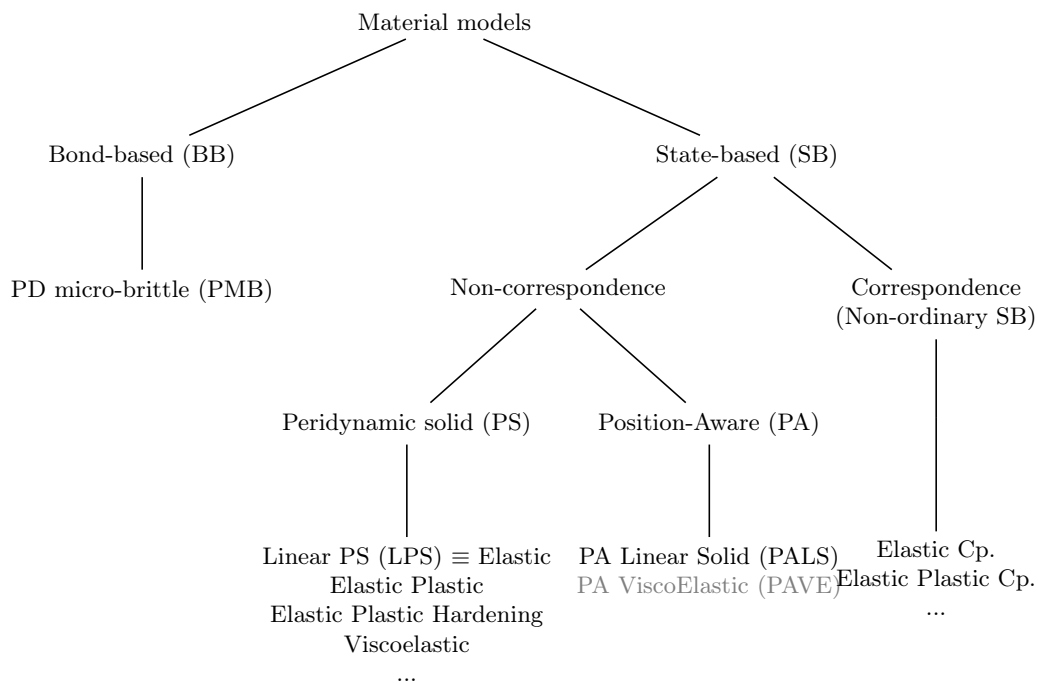 Material models
Bond-based (BB)
State-based (SB)
PD micro-brittle (PMB)
Non-correspondence
Correspondence
(Non-ordinary SB)
Peridynamic solid (PS)
Position-Aware (PA)
Linear PS (LPS) ≡ Elastic
Elastic Plastic
Elastic Plastic Hardening
Viscoelastic
...
PA Linear Solid (PALS)
PA ViscoElastic (PAVE)
Elastic Cp.
Elastic Plastic Cp.
...